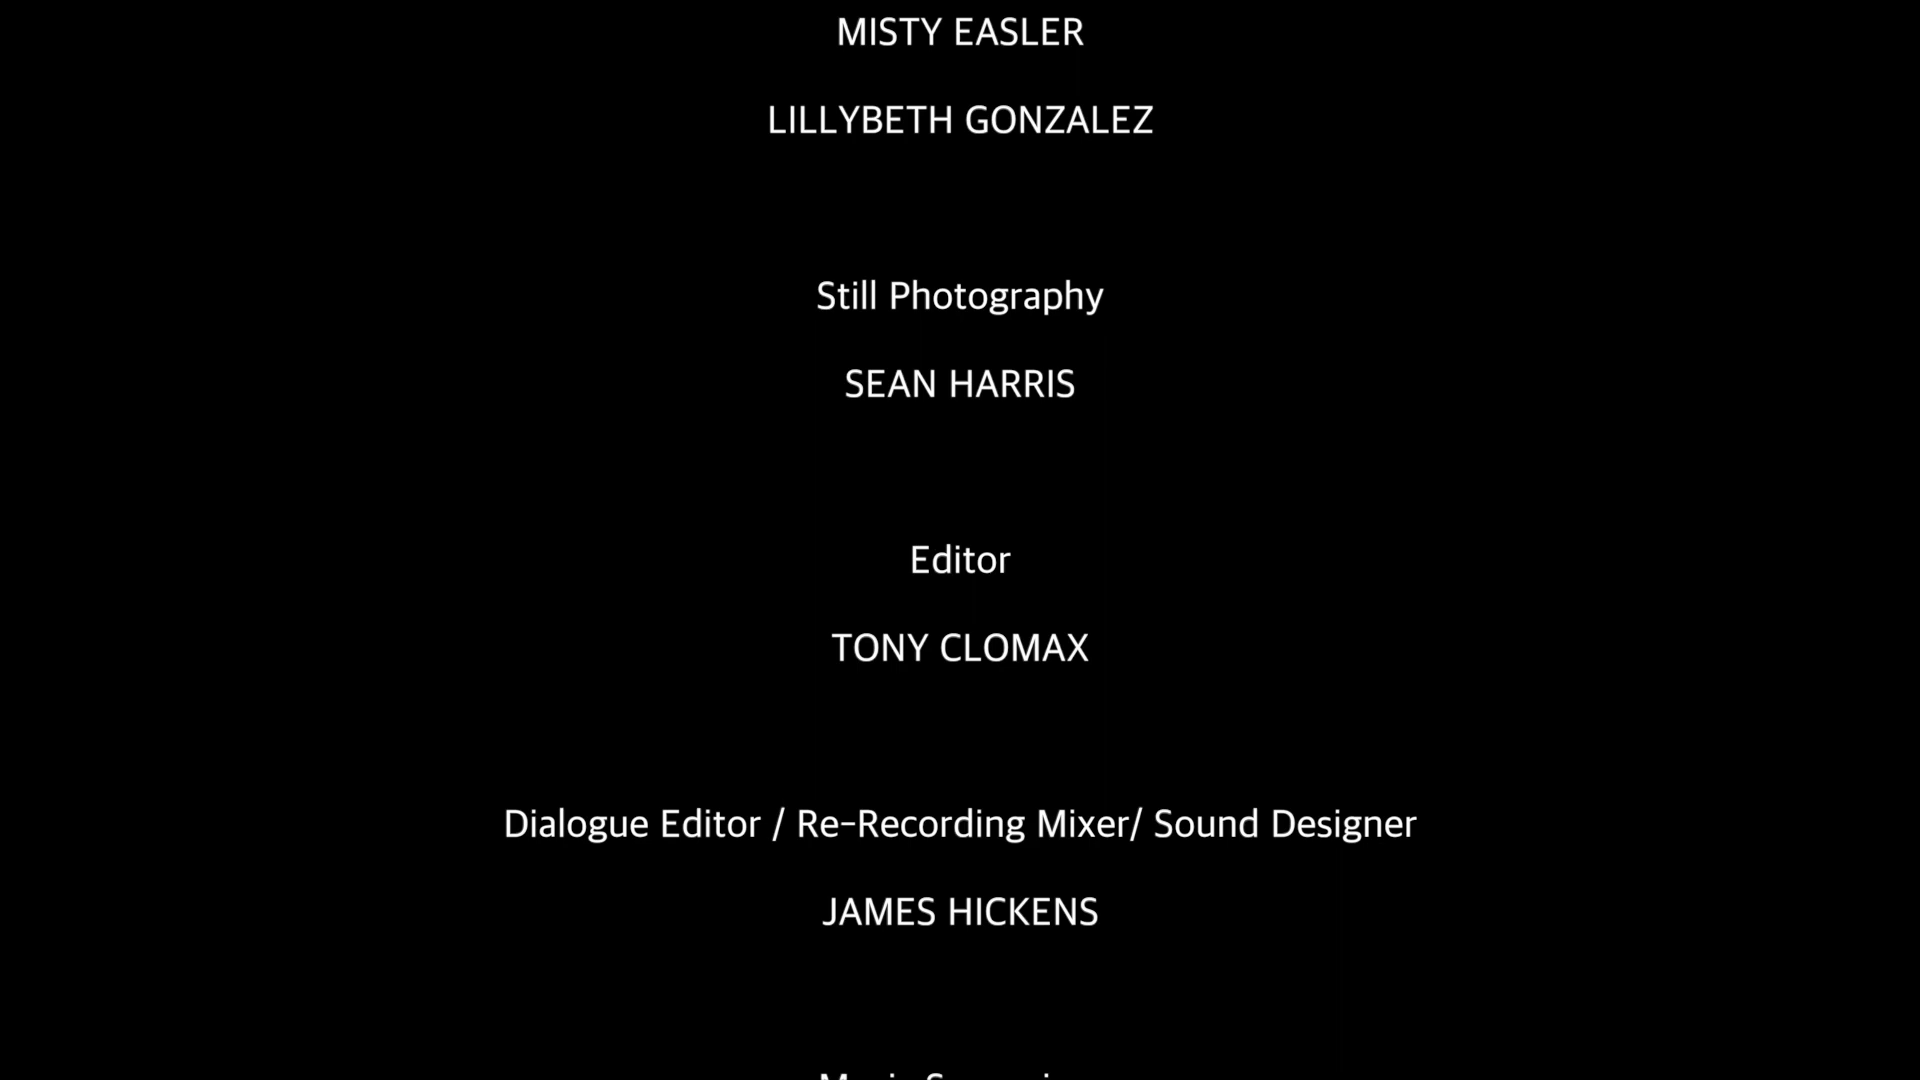 MISTY EASLER
LILLYBETH GONZALEZ
Still Photography
SEAN HARRIS
Editor
TONY CLOMAX
Dialogue Editor / Re-Recording Mixer/ Sound Designer
JAMES HICKENS